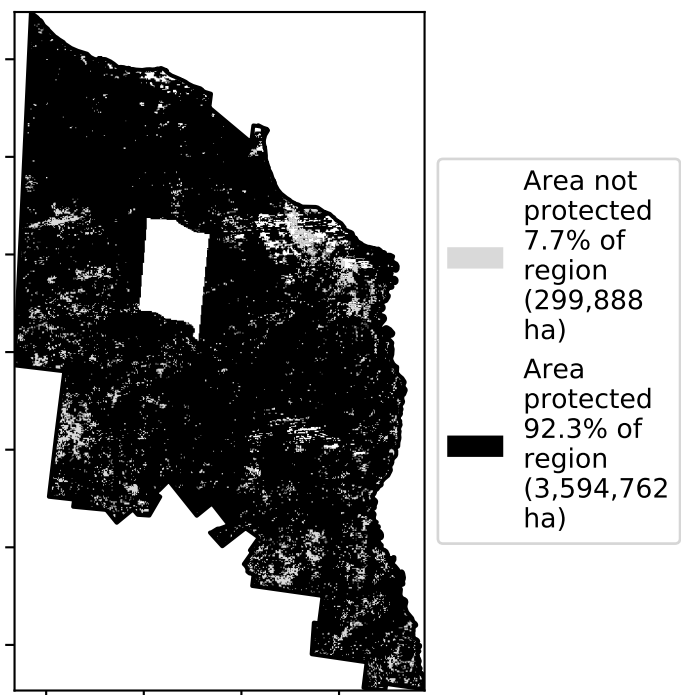 Area not
protected
7.7% of
region
(299,888
ha)
Area
protected
92.3% of
region
(3,594,762
ha)